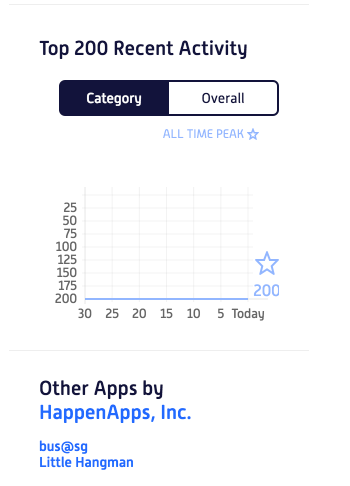 Top 200 Recent Activity
Category Overall
ALL TIME PEAK
25
50
75
100
125
150
175
200
200
30 25 20 15 10 5 Today
Other Apps by
HappenApps, Inc.
bus@sg
Little Hangman